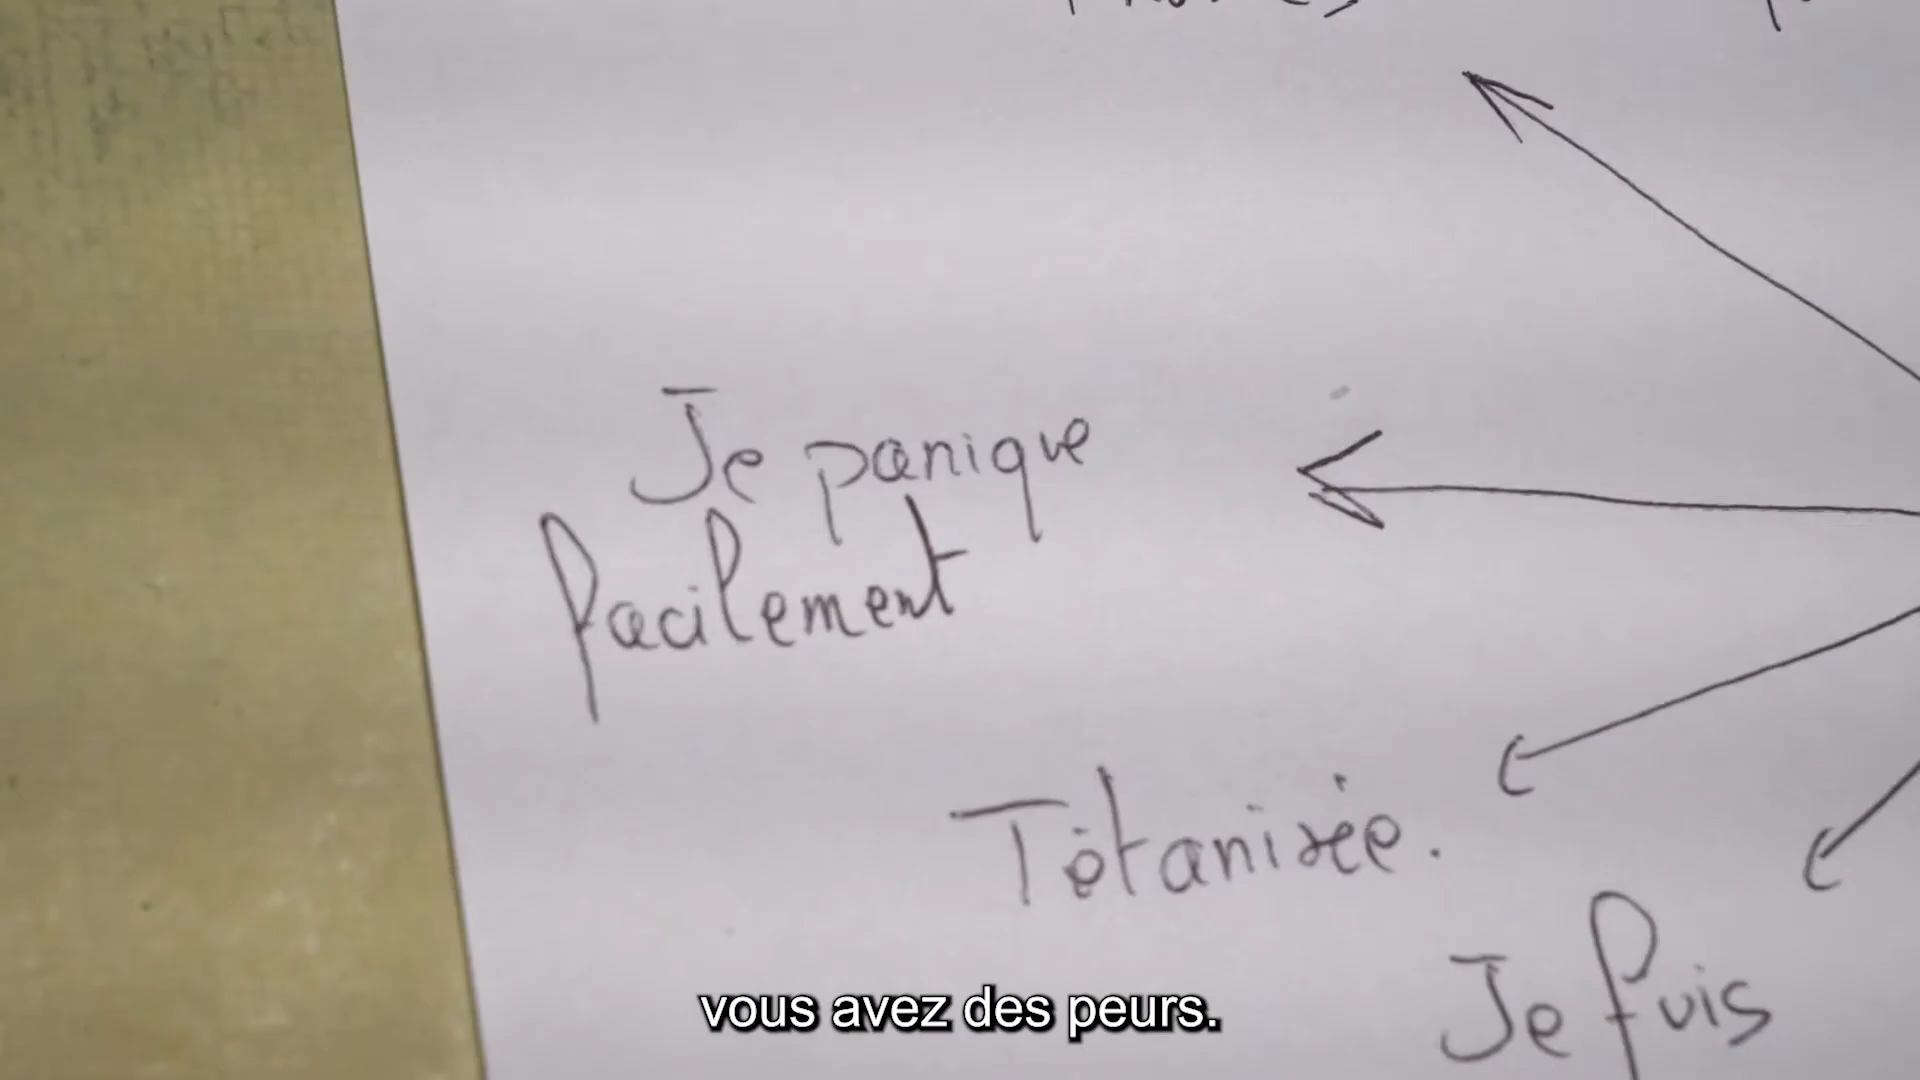 Je panique
facilement
Tétanisée.
Je fuis
vous avez des peurs.